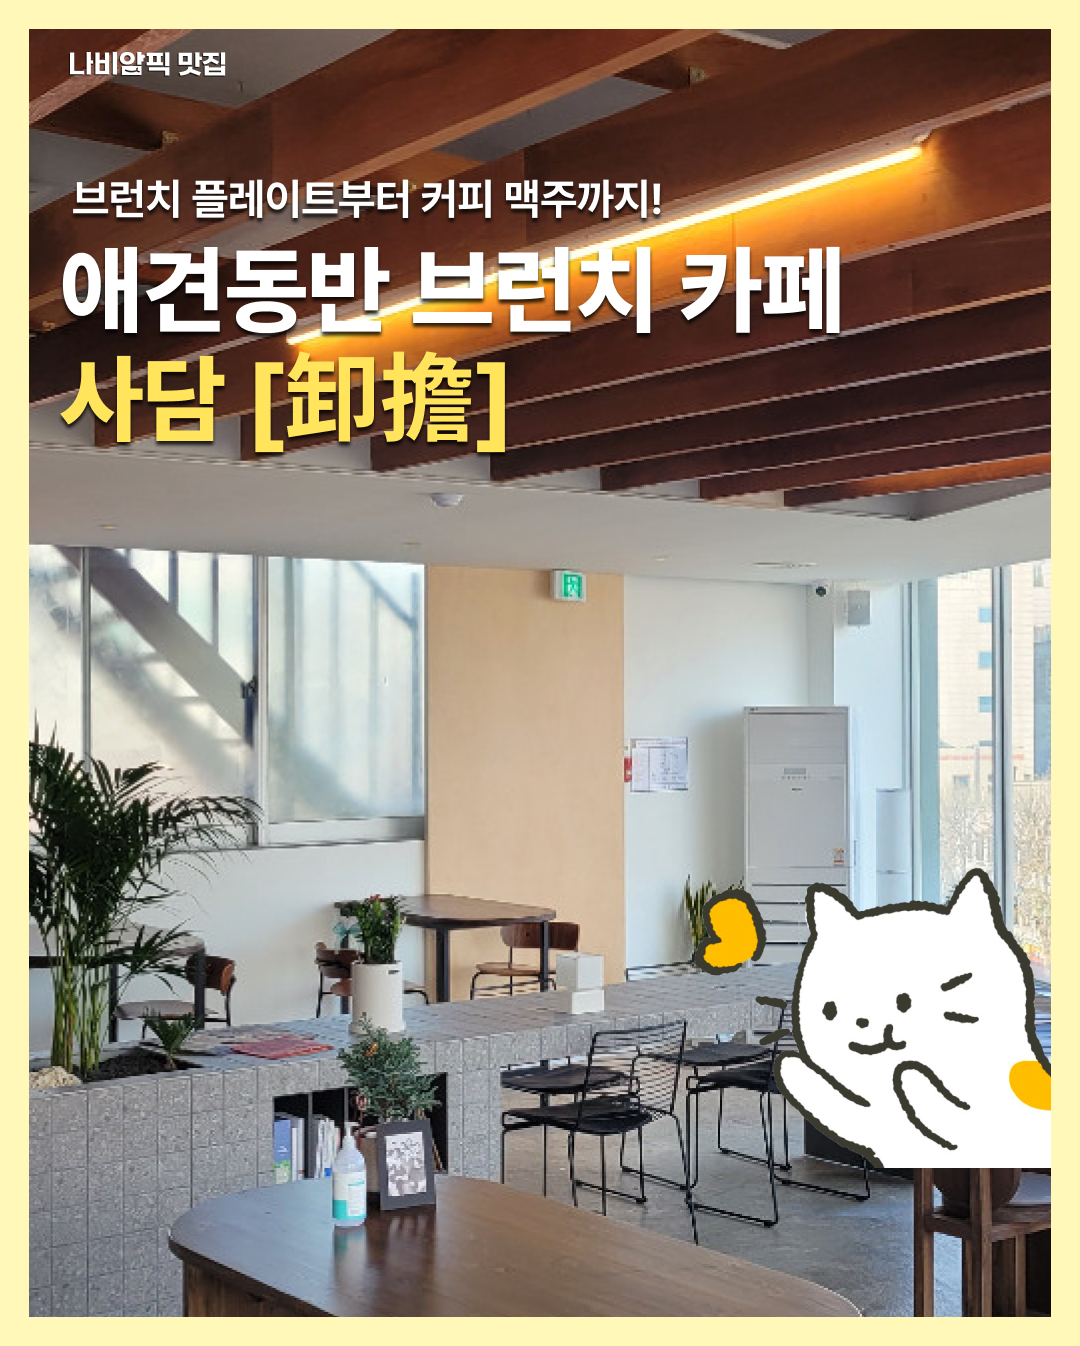 나비앞픽 맛집
브런치 플레이트부터 커피 맥주까지!
애견동반 브런치 카페
사담 [卸擔]